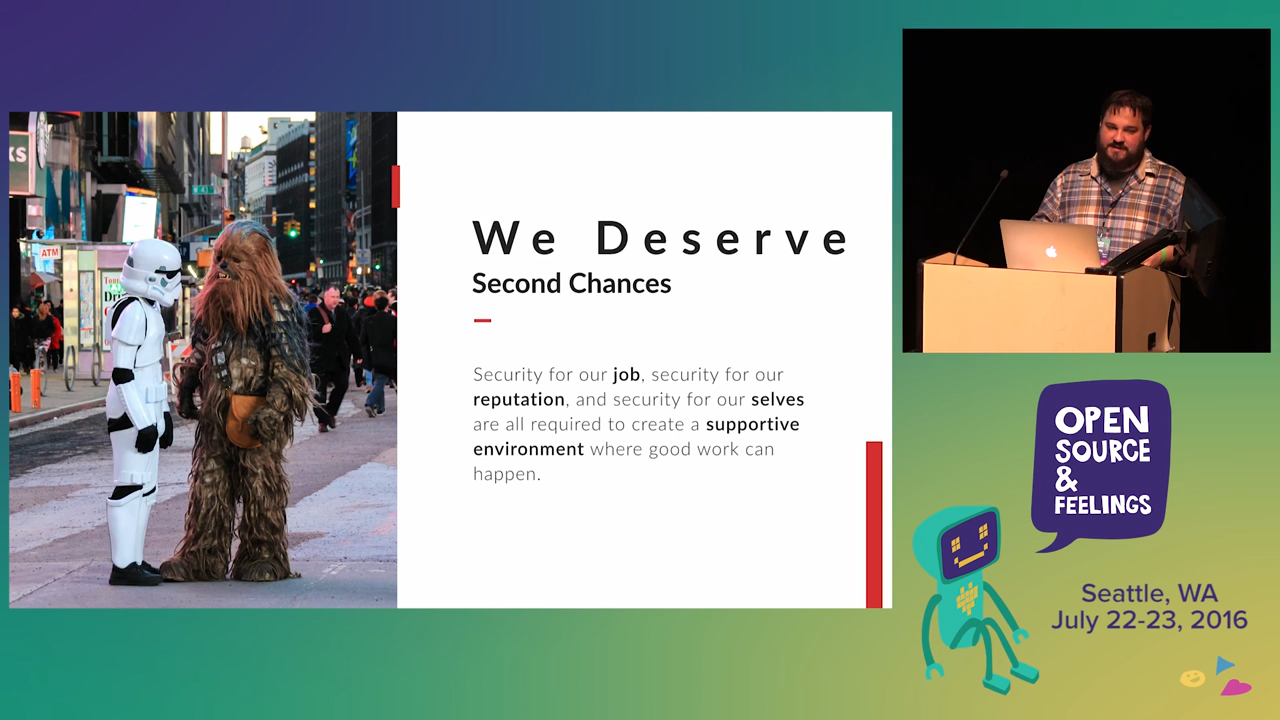 KS
ATM
W 43
We Deserve
Second Chances
Security for our job, security for our
reputation, and security for our selves
are all required to create a supportive
environment where good work can
happen.
OPEN
SOURCE
&
FEELINGS
Seattle, WA
July 22-23, 2016